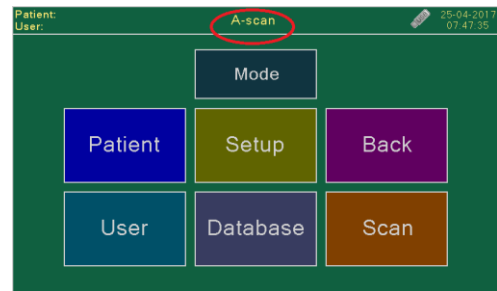 Patient:
User:
A-scan
25-04-2017
07:47:35
Mode
Patient Setup Back
User Database Scan